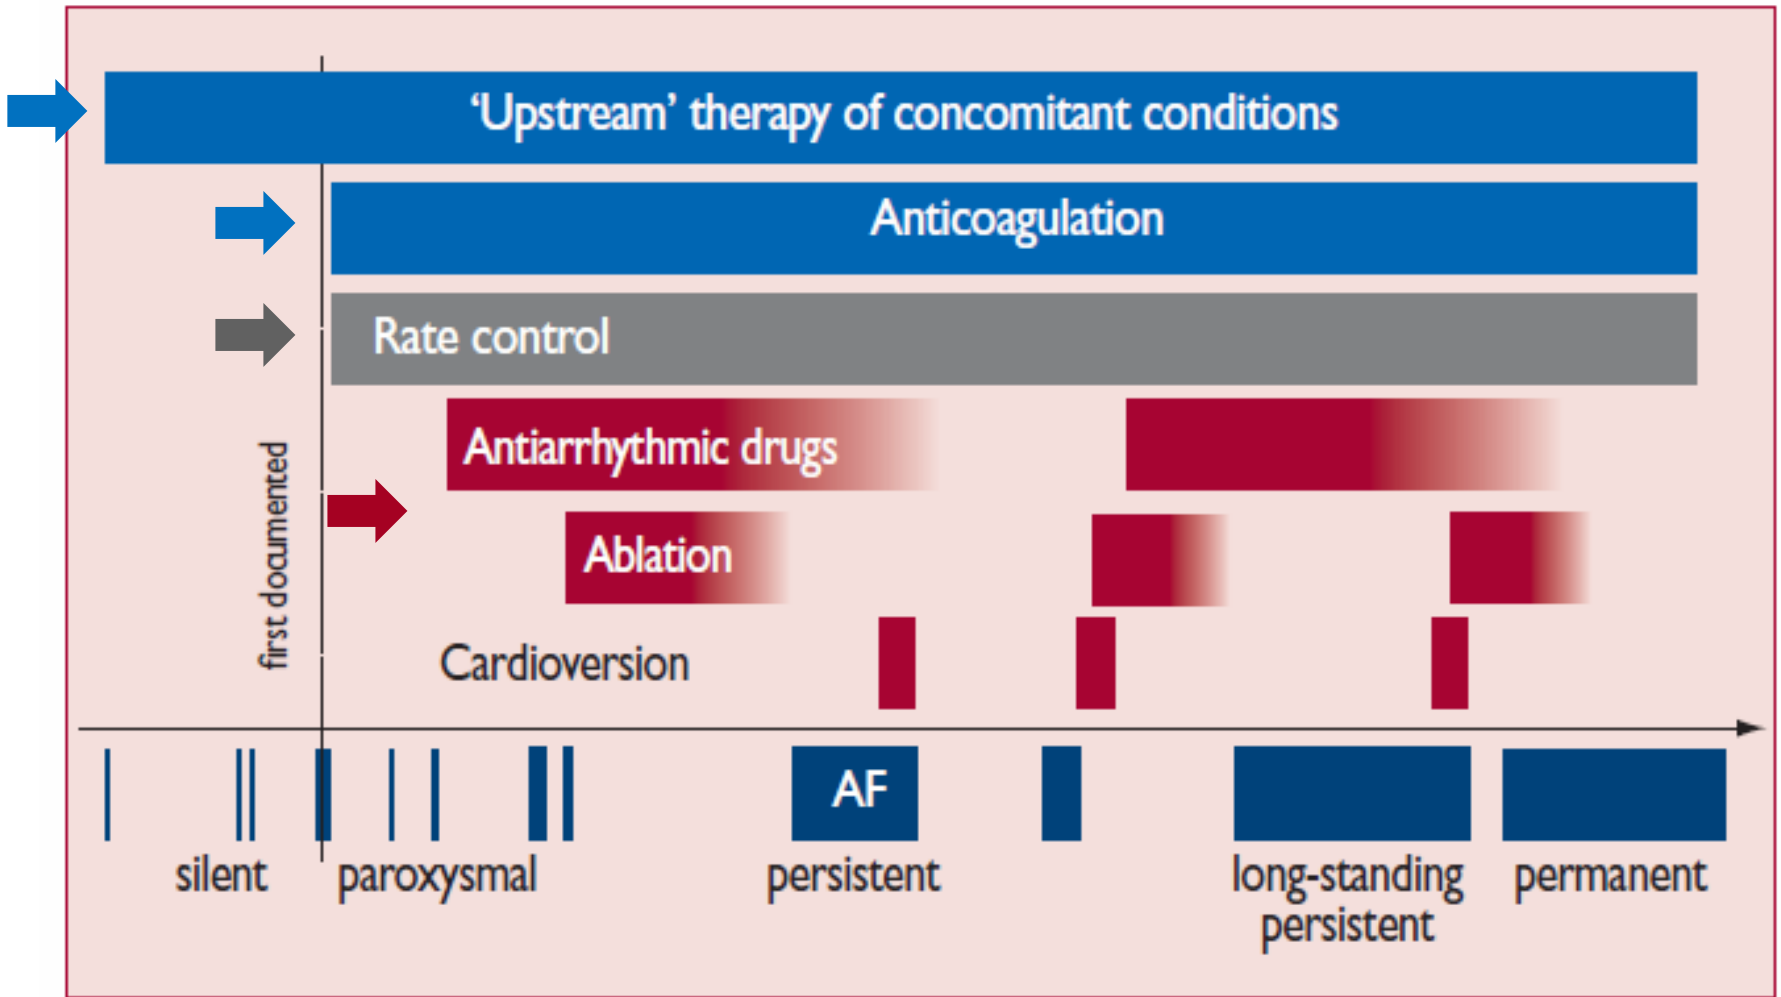 ‘Upstream’ therapy of concomitant conditions
Anticoagulation
Rate control
Antiarrhythmic drugs
Ablation
Cardioversion
first documented
AF
silent
paroxysmal
persistent
long-standing
persistent
permanent